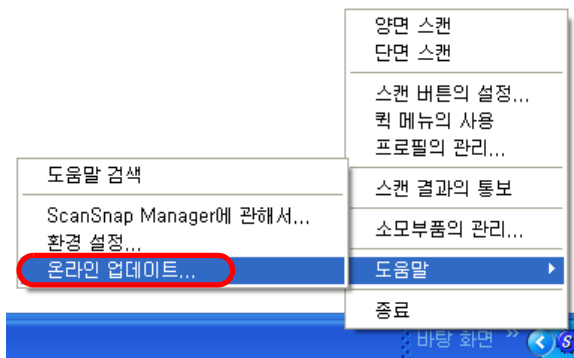 양면 스캔
단면 스캔
스캔 버튼의 설정...
퀵 메뉴의 사용
프로필의 관리...
스캔 결과의 통보
소모부품의 관리...
도움말
종료
도움말 검색
ScanSnap Manager에 관해서...
환경 설정...
온라인 업데이트...
바탕 화면 »
S